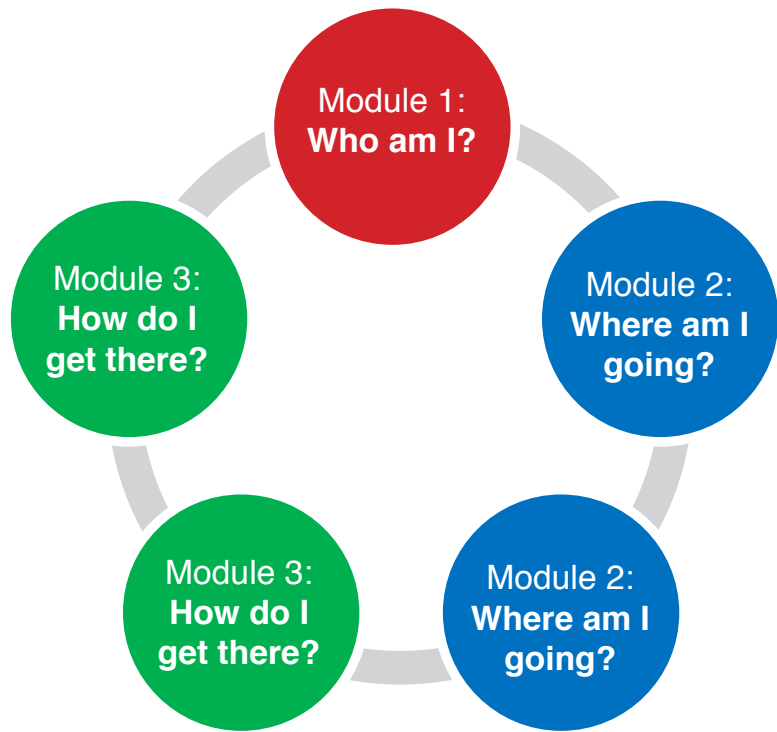 Module 1:
Who am I?
Module 2:
Where am I
going?
Module 2:
Where am I
going?
Module 3:
How do I
get there?
Module 3:
How do I
get there?